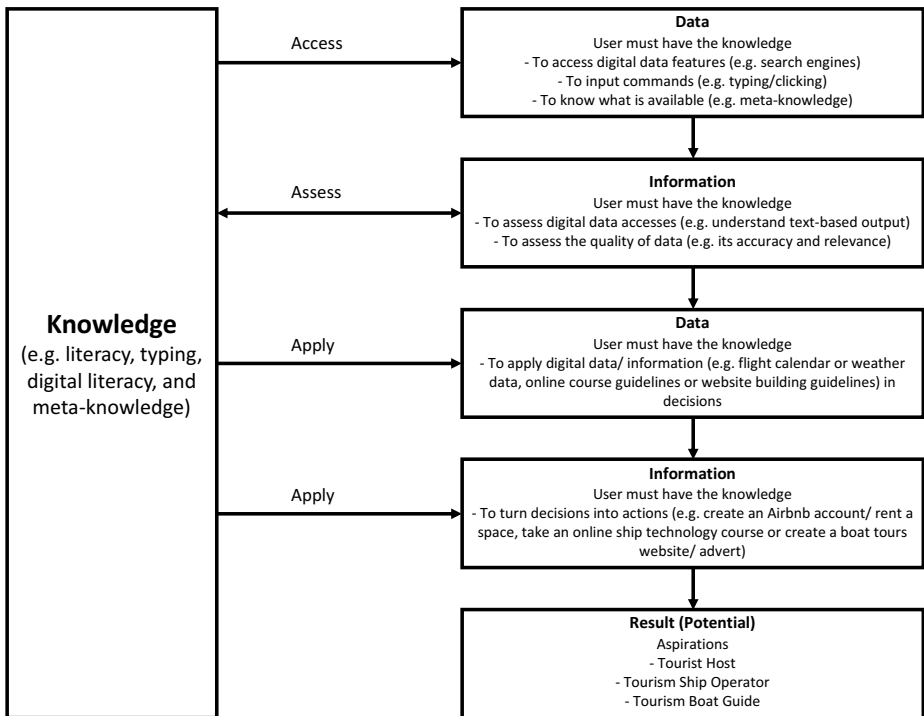 Knowledge
(e.g. literacy, typing,
digital literacy, and
meta-knowledge)
Access
Data
User must have the knowledge
- To access digital data features (e.g. search engines)
- To input commands (e.g. typing/clicking)
- To know what is available (e.g. meta-knowledge)
Assess
Information
User must have the knowledge
- To assess digital data accesses (e.g. understand text-based output)
- To assess the quality of data (e.g. its accuracy and relevance)
Apply
Data
User must have the knowledge
- To apply digital data/ information (e.g. flight calendar or weather
data, online course guidelines or website building guidelines) in
decisions
Apply
Information
User must have the knowledge
- To turn decisions into actions (e.g. create an Airbnb account/ rent a
space, take an online ship technology course or create a boat tours
website/ advert)
Result (Potential)
Aspirations
- Tourist Host
- Tourism Ship Operator
- Tourism Boat Guide